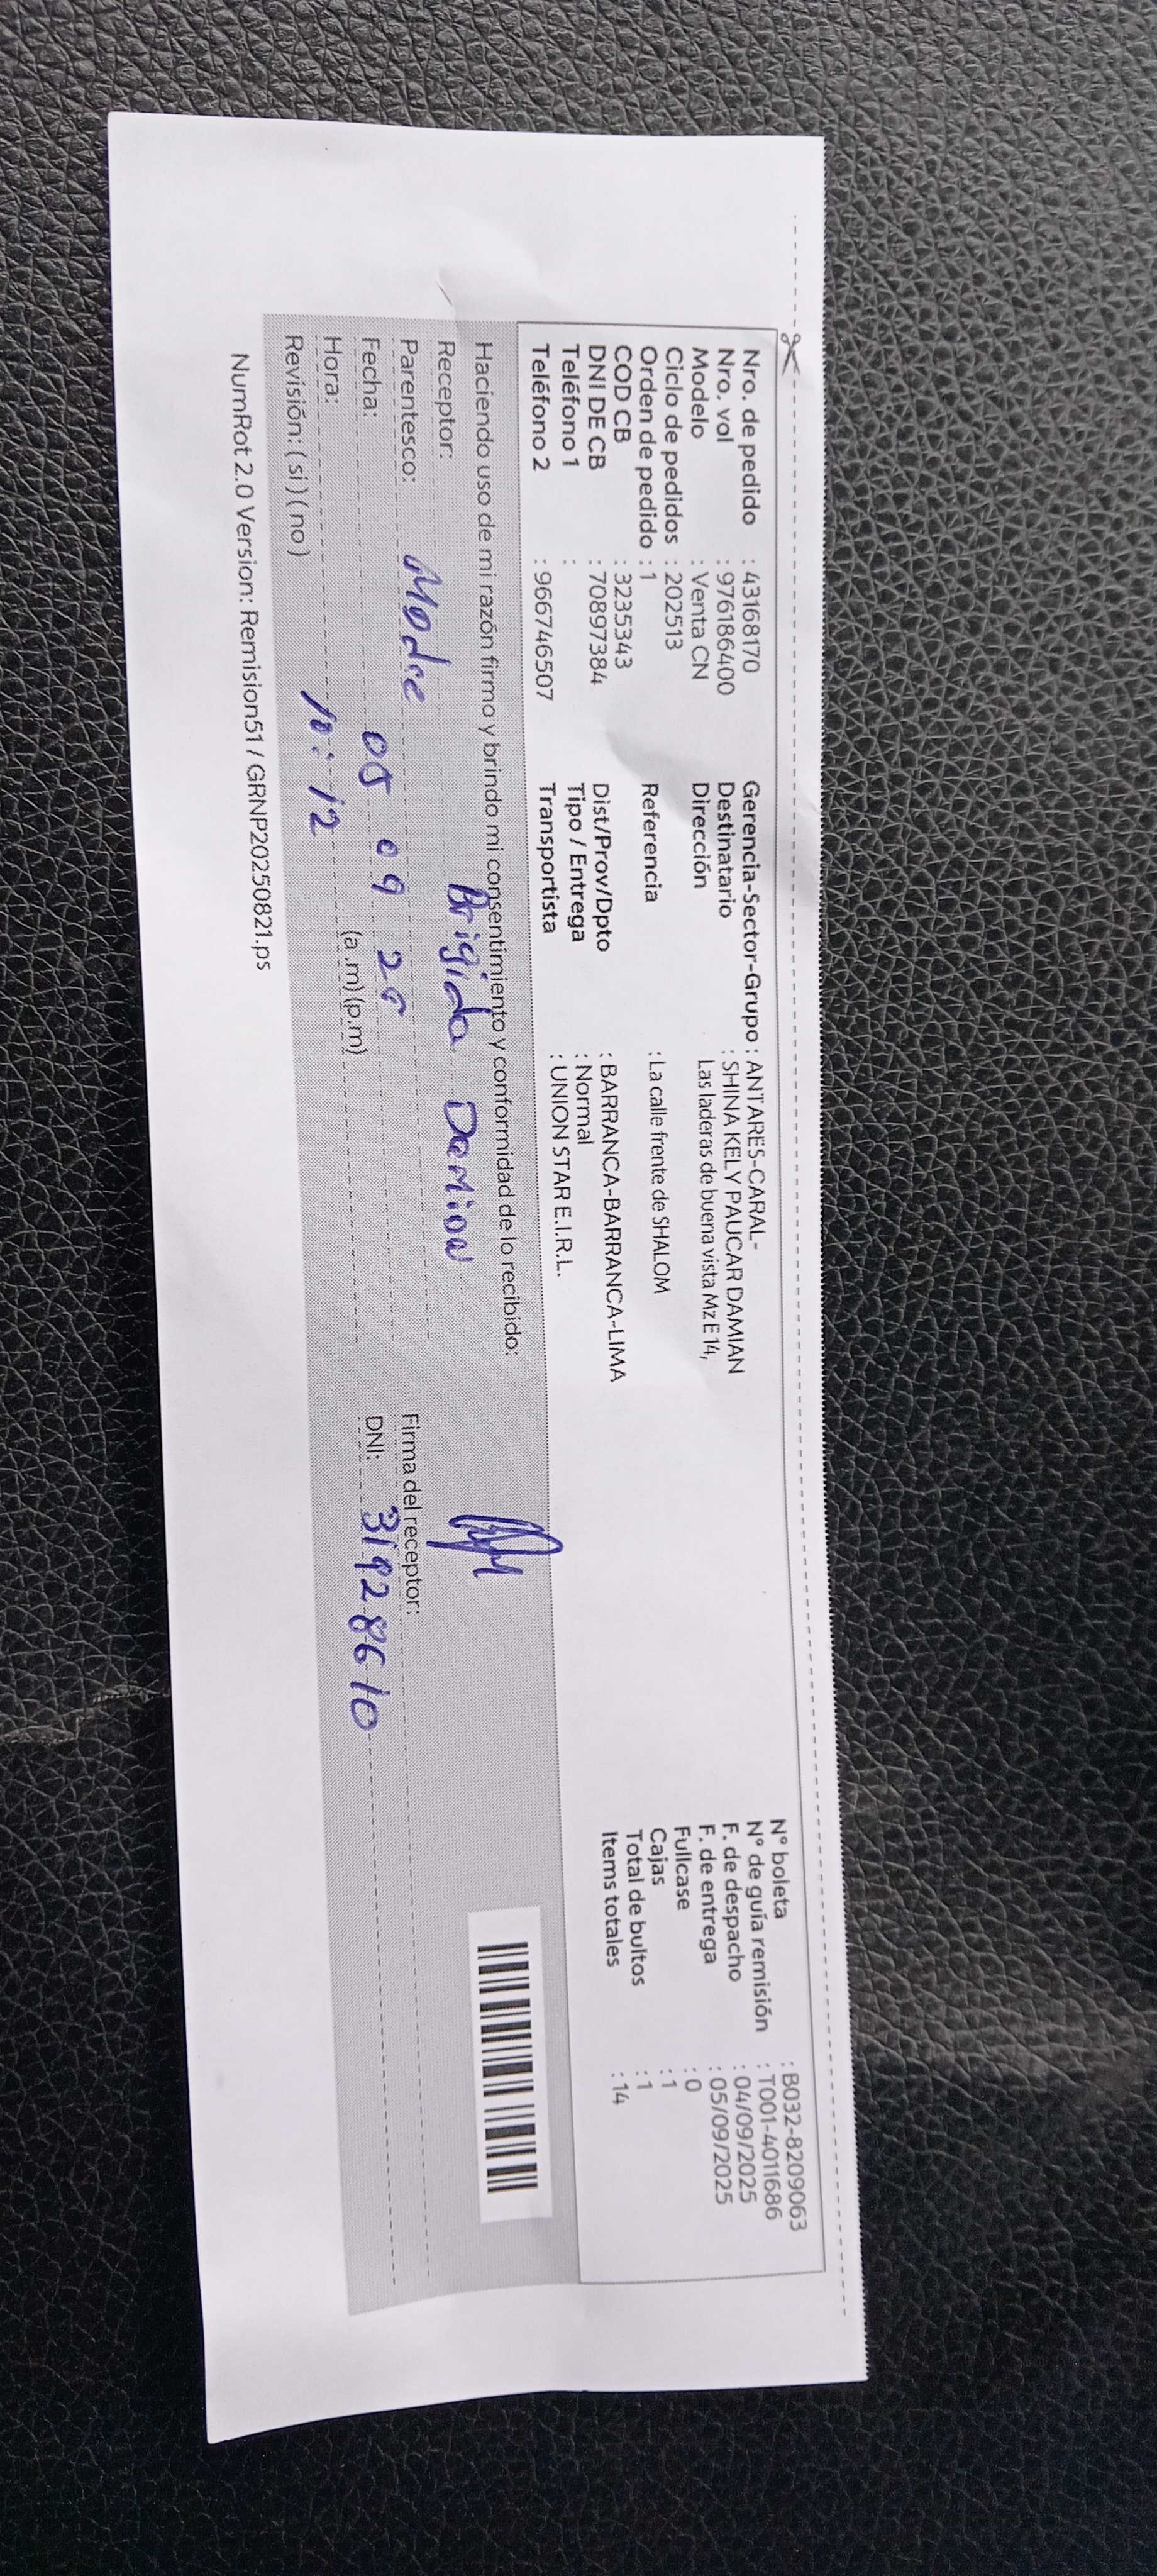 Nro. de pedido : 43168170
Nro. vol : 976186400
Modelo : Venta CN
Ciclo de pedidos : 202513
Orden de pedido : 1
COD CB : 3235343
DNI DE CB : 70897384
Teléfono 1 :
Teléfono 2 : 966746507
Gerencia-Sector-Grupo : ANTARES-CARAL-
Destinatario : SHINA KELY PAUCAR DAMIAN
Dirección Las laderas de buena vista Mz E 14,
Referencia : La calle frente de SHALOM
Dist/Prov/Dpto : BARRANCA-BARRANCA-LIMA
Tipo / Entrega : Normal
Transportista : UNION STAR E.I.R.L.
N° boleta : B032-8209063
N° de guía remisión : T001-4011686
F. de despacho : 04/09/2025
F. de entrega : 05/09/2025
Fullcase : 0
Cajas : 1
Total de bultos : 1
Items totales : 14
Haciendo uso de mi razón firmo y brindo mi consentimiento y conformidad de lo recibido:
Receptor: Brigida Damian
Parentesco: Madre
Fecha: 05 09 25
Hora: 10:12 (a.m) (p.m)
Revisión: ( si ) ( no )
Firma del receptor:
DNI: 31928610
NumRot 2.0 Version: Remision51 / GRNP20250821.ps